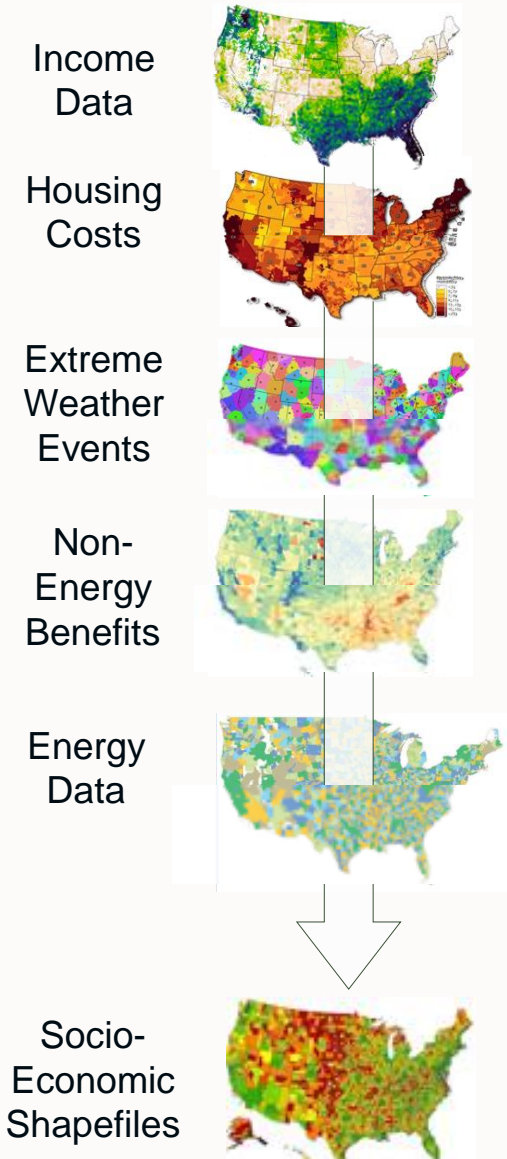 Income
Data
Housing
Costs
Extreme
Weather
Events
Non-
Energy
Benefits
Energy
Data
Socio-
Economic
Shapefiles